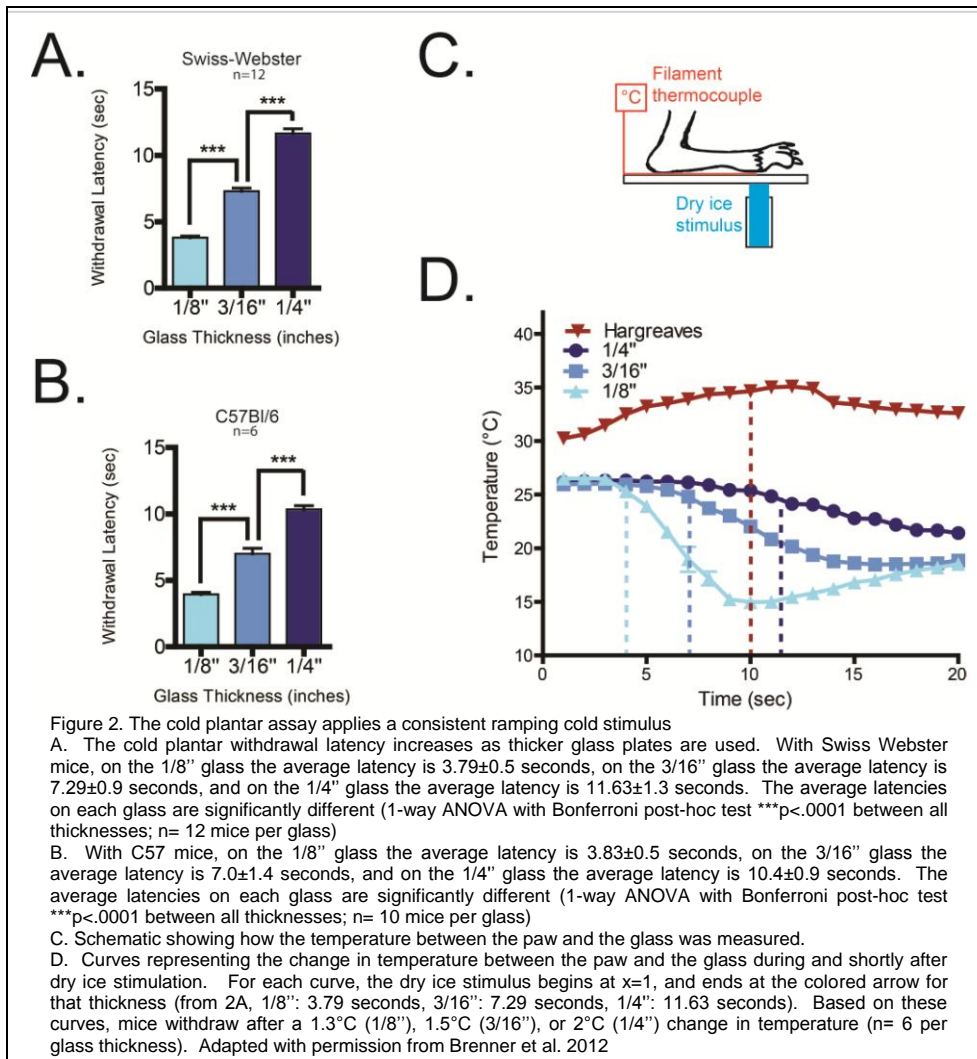 A.
Swiss-Webster
n=12
15
10
5
0
Withdrawal Latency (sec)
***
***
1/8" 3/16" 1/4"
Glass Thickness (inches)
B.
C57Bl/6
n=6
15
10
5
0
Withdrawal Latency (sec)
***
***
1/8" 3/16" 1/4"
Glass Thickness (inches)
C.
Filament
thermocouple
°C
Dry ice
stimulus
D.
Hargreaves
1/4"
3/16"
1/8"
40
35
30
25
20
15
10
Temperature (°C)
0 5 10 15 20
Time (sec)
Figure 2. The cold plantar assay applies a consistent ramping cold stimulus
A. The cold plantar withdrawal latency increases as thicker glass plates are used. With Swiss Webster
mice, on the 1/8'' glass the average latency is 3.79±0.5 seconds, on the 3/16'' glass the average latency is
7.29±0.9 seconds, and on the 1/4'' glass the average latency is 11.63±1.3 seconds. The average latencies
on each glass are significantly different (1-way ANOVA with Bonferroni post-hoc test ***p<.0001 between all
thicknesses; n= 12 mice per glass)
B. With C57 mice, on the 1/8'' glass the average latency is 3.83±0.5 seconds, on the 3/16'' glass the
average latency is 7.0±1.4 seconds, and on the 1/4" glass the average latency is 10.4±0.9 seconds. The
average latencies on each glass are significantly different (1-way ANOVA with Bonferroni post-hoc test
***p<.0001 between all thicknesses; n= 10 mice per glass)
C. Schematic showing how the temperature between the paw and the glass was measured.
D. Curves representing the change in temperature between the paw and the glass during and shortly after
dry ice stimulation. For each curve, the dry ice stimulus begins at x=1, and ends at the colored arrow for
that thickness (from 2A, 1/8'': 3.79 seconds, 3/16'': 7.29 seconds, 1/4'': 11.63 seconds). Based on these
curves, mice withdraw after a 1.3°C (1/8''), 1.5°C (3/16''), or 2°C (1/4'') change in temperature (n= 6 per
glass thickness). Adapted with permission from Brenner et al. 2012